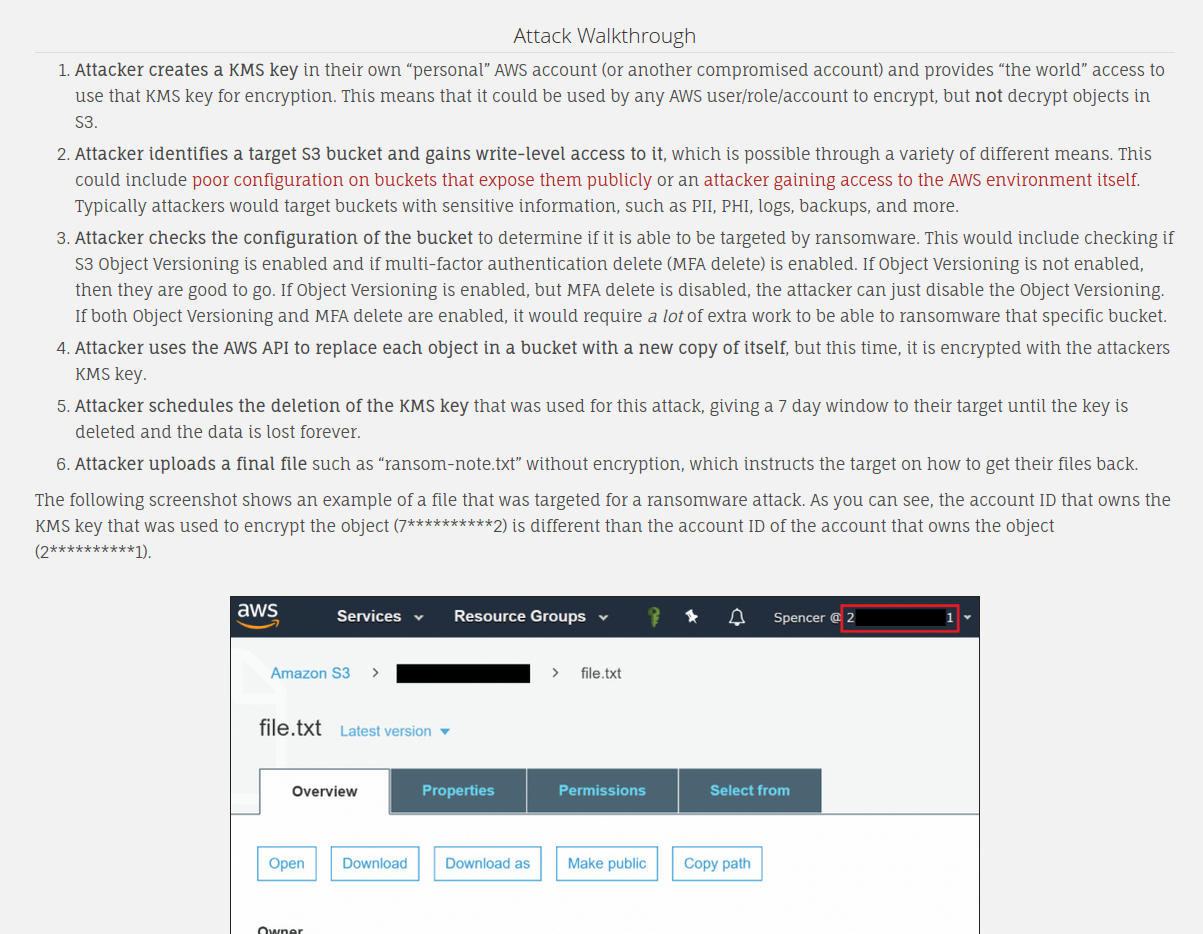 Attack Walkthrough
1. Attacker creates a KMS key in their own “personal” AWS account (or another compromised account) and provides “the world” access to
use that KMS key for encryption. This means that it could be used by any AWS user/role/account to encrypt, but not decrypt objects in
S3.
2. Attacker identifies a target S3 bucket and gains write-level access to it, which is possible through a variety of different means. This
could include poor configuration on buckets that expose them publicly or an attacker gaining access to the AWS environment itself.
Typically attackers would target buckets with sensitive information, such as PII, PHI, logs, backups, and more.
3. Attacker checks the configuration of the bucket to determine if it is able to be targeted by ransomware. This would include checking if
S3 Object Versioning is enabled and if multi-factor authentication delete (MFA delete) is enabled. If Object Versioning is not enabled,
then they are good to go. If Object Versioning is enabled, but MFA delete is disabled, the attacker can just disable the Object Versioning.
If both Object Versioning and MFA delete are enabled, it would require a lot of extra work to be able to ransomware that specific bucket.
4. Attacker uses the AWS API to replace each object in a bucket with a new copy of itself, but this time, it is encrypted with the attackers
KMS key.
5. Attacker schedules the deletion of the KMS key that was used for this attack, giving a 7 day window to their target until the key is
deleted and the data is lost forever.
6. Attacker uploads a final file such as “ransom-note.txt” without encryption, which instructs the target on how to get their files back.
The following screenshot shows an example of a file that was targeted for a ransomware attack. As you can see, the account ID that owns the
KMS key that was used to encrypt the object (7**********2) is different than the account ID of the account that owns the object
(2**********1).
aws Services Resource Groups Spencer @ 2 1
Amazon S3 > > file.txt
file.txt Latest version
Overview Properties Permissions Select from
Open Download Download as Make public Copy path
Owner